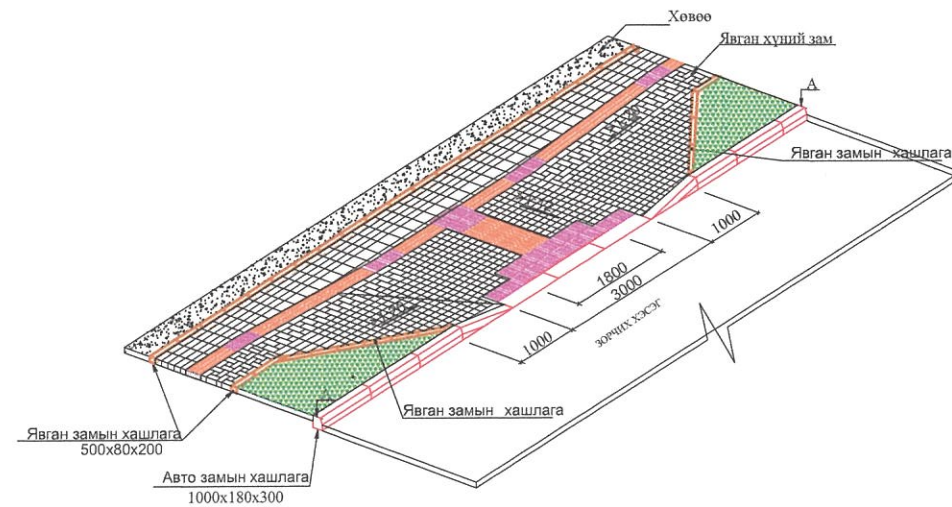 Хөвөө
Явган хүний зам
А
Явган замын хашлага
1000
1800
3000
1000
ЗОРЧИХ ХЭСЭГ
Явган замын хашлага
Явган замын хашлага
500x80x200
Авто замын хашлага
1000x180x300